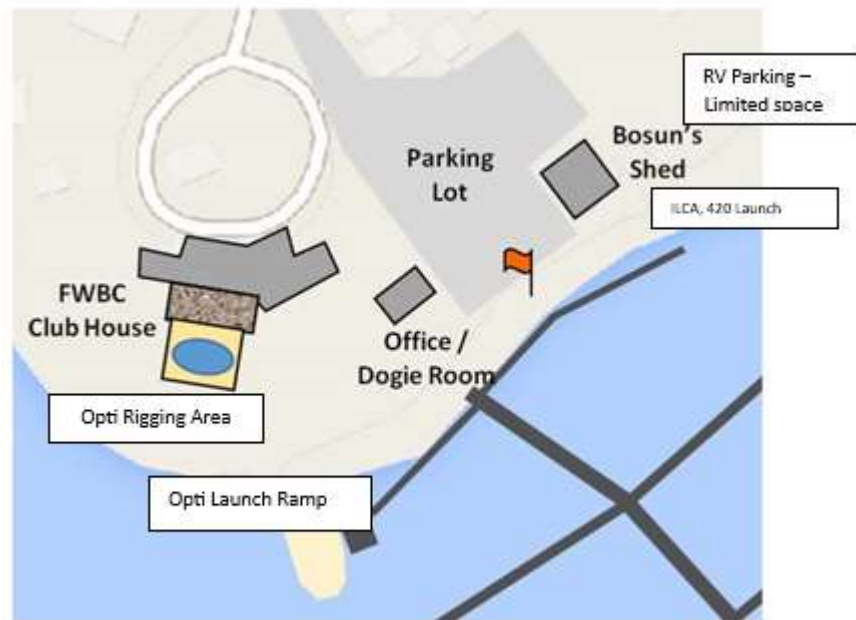 RV Parking –
Limited space
Bosun's
Shed
Parking
Lot
ILCA, 420 Launch
FWBC
Club House
Office /
Dogie Room
Opti Rigging Area
Opti Launch Ramp